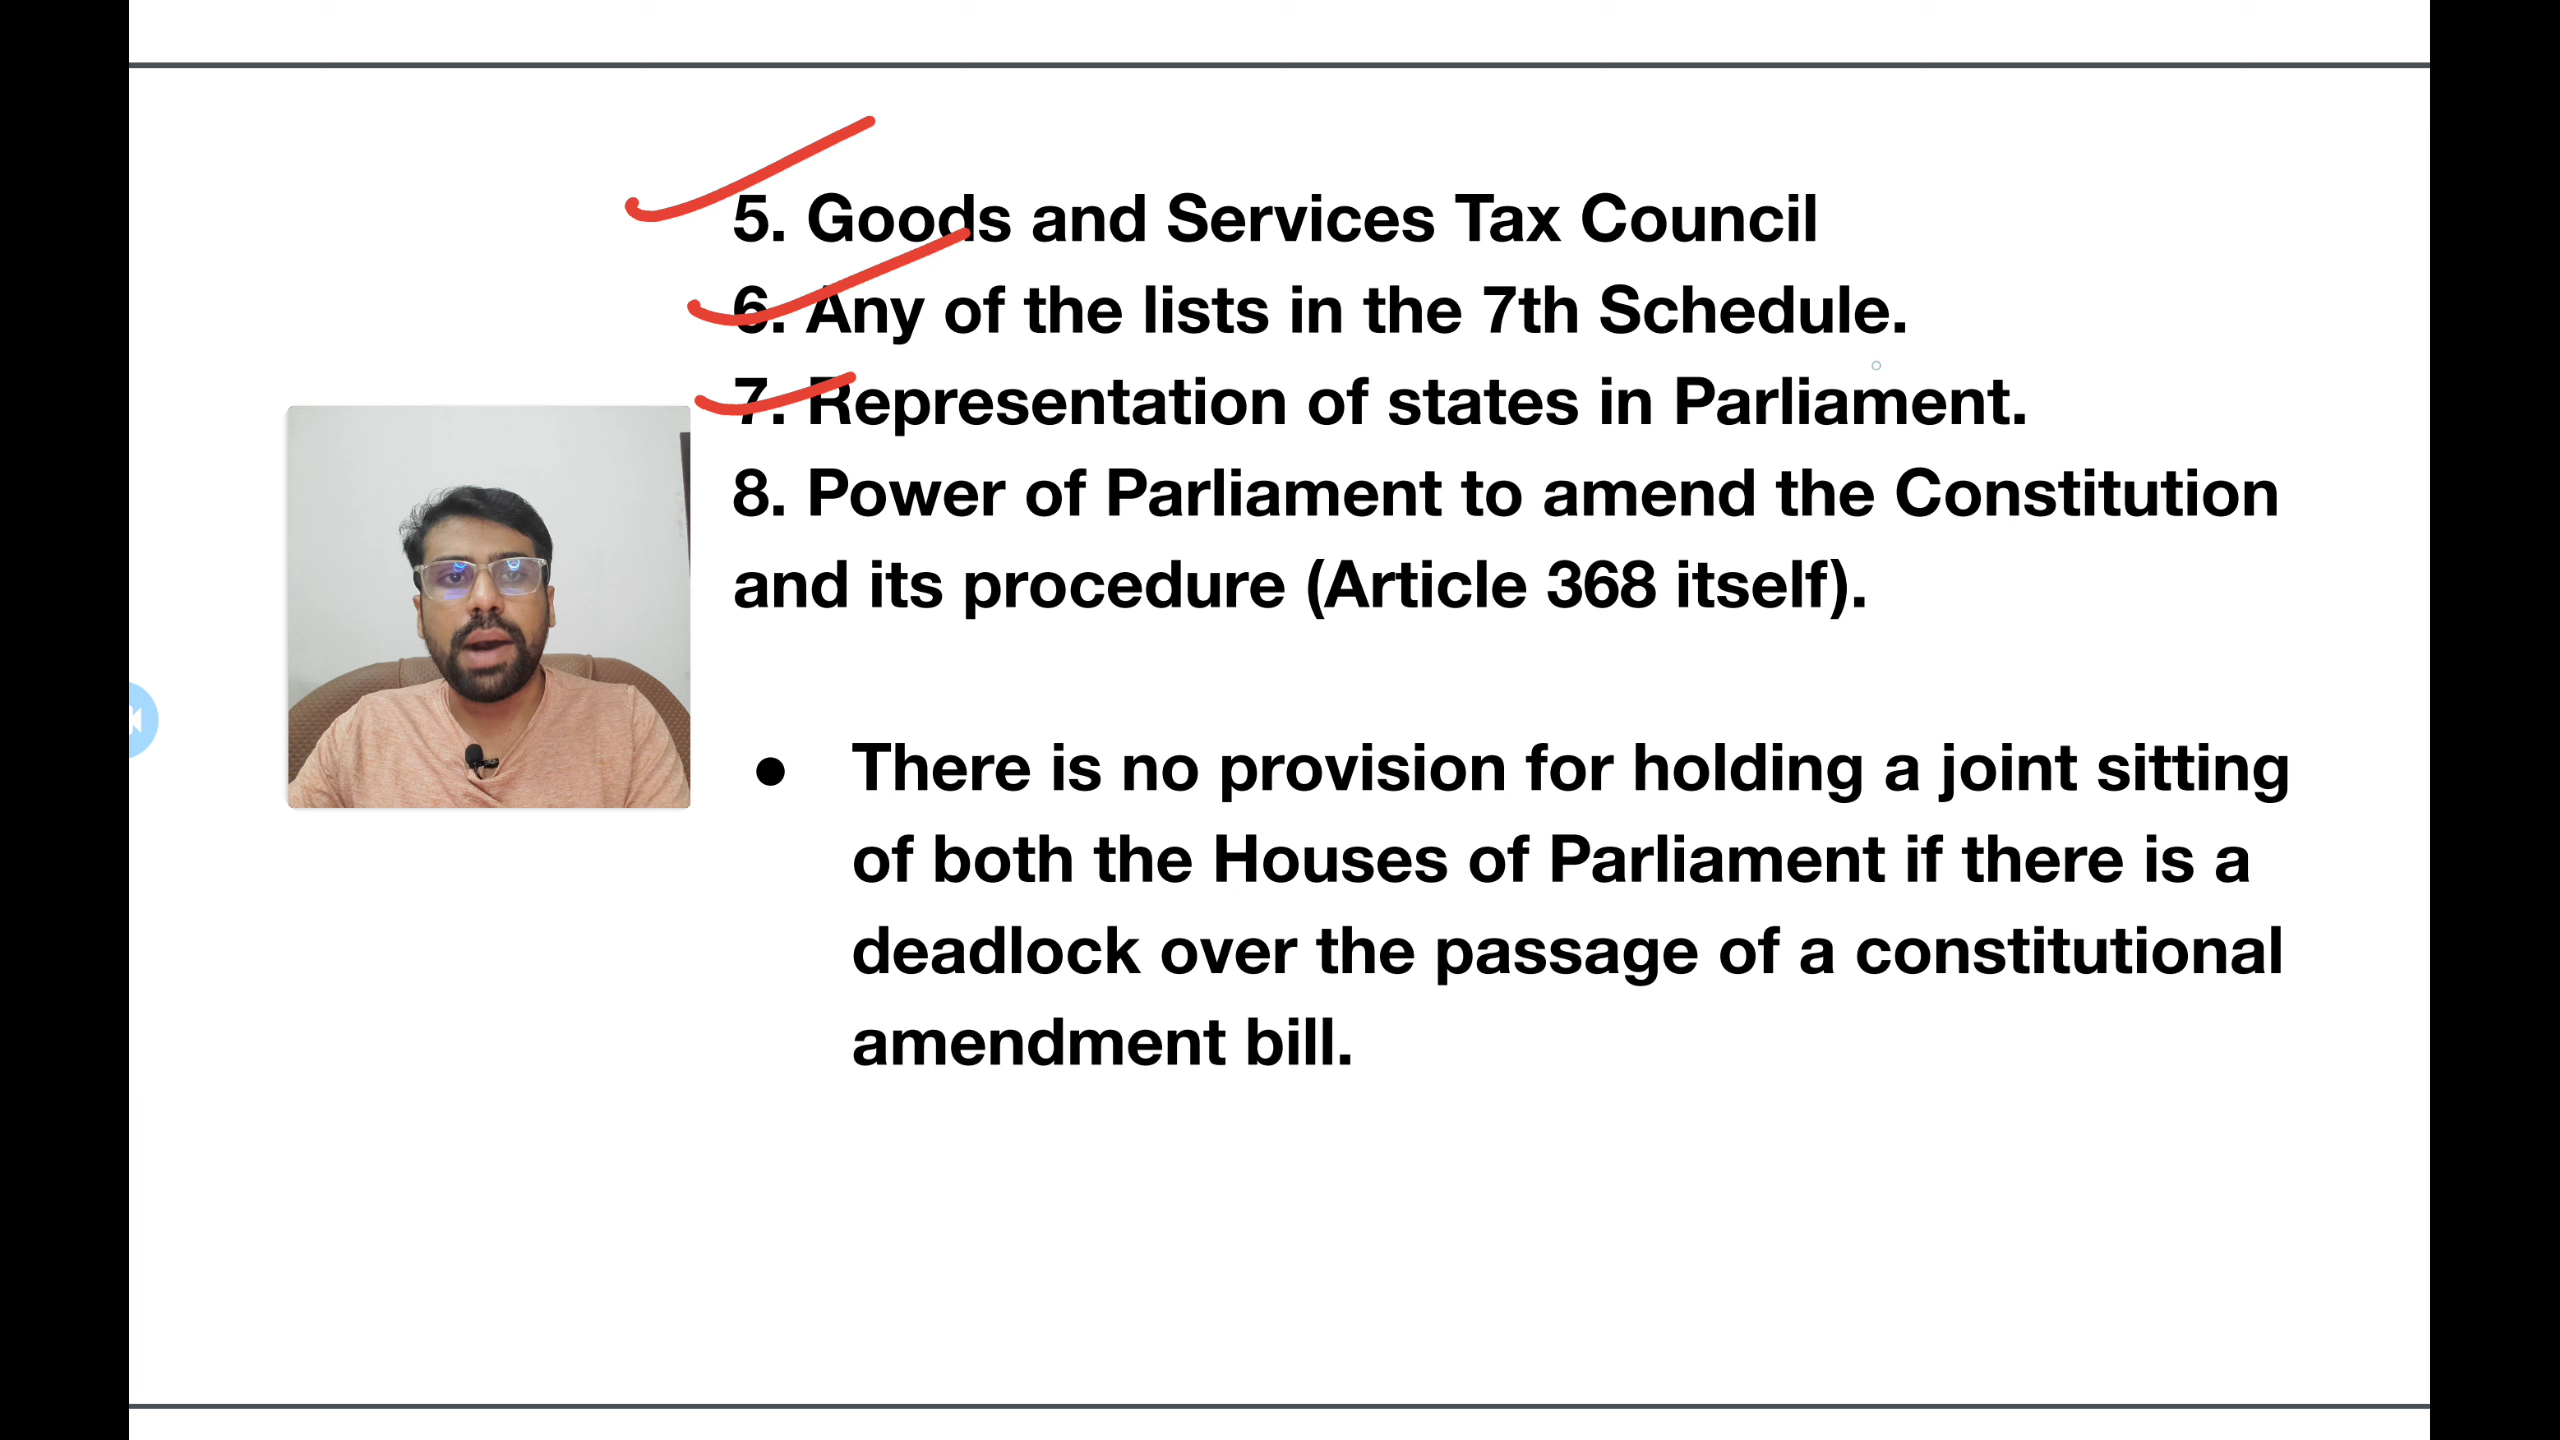 5. Goods and Services Tax Council
6. Any of the lists in the 7th Schedule.
7. Representation of states in Parliament.
8. Power of Parliament to amend the Constitution
and its procedure (Article 368 itself).
● There is no provision for holding a joint sitting
of both the Houses of Parliament if there is a
deadlock over the passage of a constitutional
amendment bill.